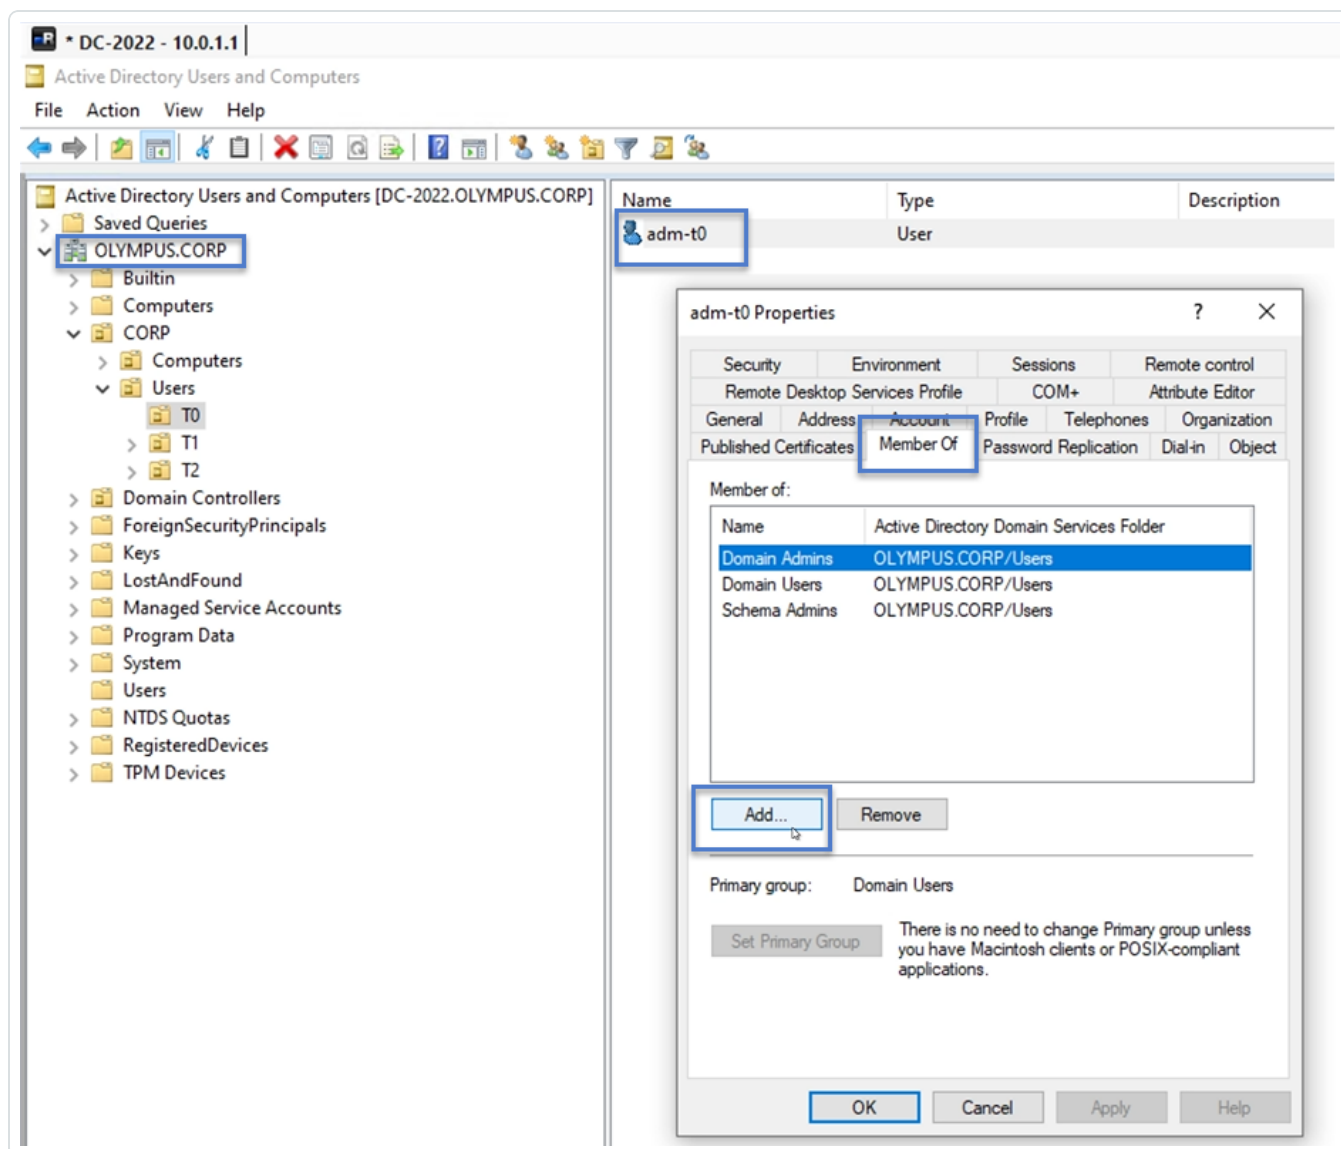 * DC-2022 - 10.0.1.1
Active Directory Users and Computers
File Action View Help
Active Directory Users and Computers [DC-2022.OLYMPUS.CORP]
Saved Queries
OLYMPUS.CORP
Builtin
Computers
CORP
Computers
Users
T0
T1
T2
Domain Controllers
ForeignSecurityPrincipals
Keys
LostAndFound
Managed Service Accounts
Program Data
System
Users
NTDS Quotas
RegisteredDevices
TPM Devices
Name Type Description
adm-t0 User
adm-t0 Properties ?
Security Environment Sessions Remote control
Remote Desktop Services Profile COM+ Attribute Editor
General Address Account Profile Telephones Organization
Published Certificates Member Of Password Replication Dial-in Object
Member of:
Name Active Directory Domain Services Folder
Domain Admins OLYMPUS.CORP/Users
Domain Users OLYMPUS.CORP/Users
Schema Admins OLYMPUS.CORP/Users
Add... Remove
Primary group: Domain Users
Set Primary Group
There is no need to change Primary group unless
you have Macintosh clients or POSIX-compliant
applications.
OK Cancel Apply Help